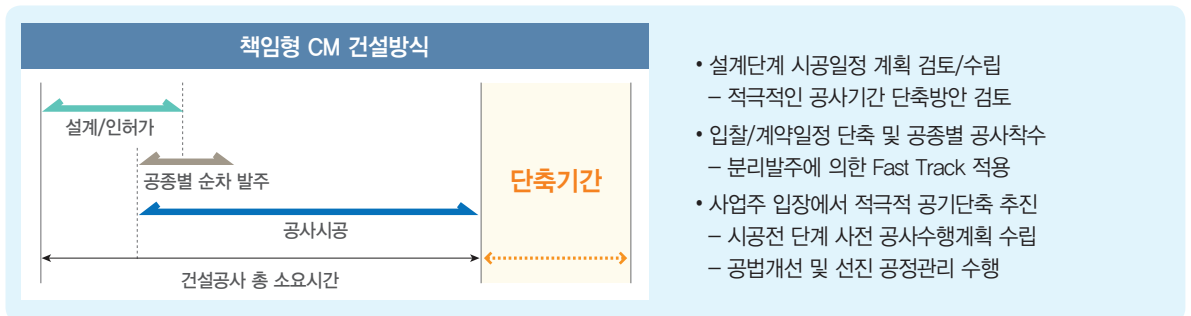 책임형 CM 건설방식
설계/인허가
공종별 순차 발주
공사시공
건설공사 총 소요시간
단축기간
• 설계단계 시공일정 계획 검토/수립
– 적극적인 공사기간 단축방안 검토
• 입찰/계약일정 단축 및 공종별 공사착수
– 분리발주에 의한 Fast Track 적용
• 사업주 입장에서 적극적 공기단축 추진
– 시공전 단계 사전 공사수행계획 수립
– 공법개선 및 선진 공정관리 수행